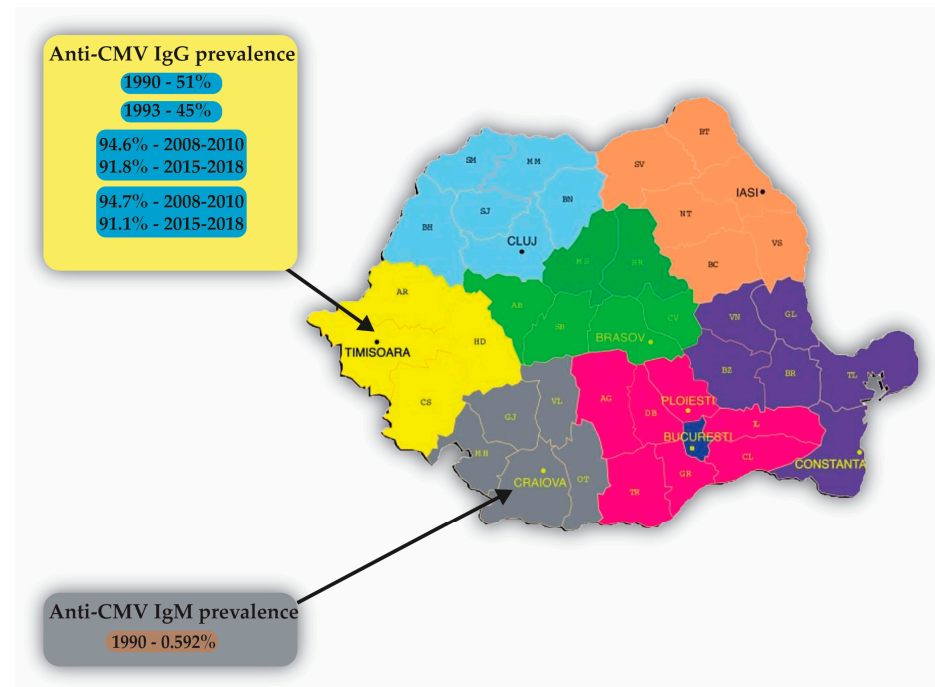 Anti-CMV IgG prevalence
1990 - 51%
1993 - 45%
94.6% - 2008-2010
91.8% - 2015-2018
94.7% - 2008-2010
91.1% - 2015-2018
BT
SM
MM
SV
BN
IASI
SJ
NT
BH
CLUJ
VS
MS
HR
BC
AR
AB
CV
VN
GL
SB
BRASOV
HD
TIMISOARA
BZ
BR
TL
CS
VL
AG
PLOIESTI
GJ
DB
IL
BUCURESTI
MH
CL
CONSTANTA
CRAIOVA
OT
GR
TR
Anti-CMV IgM prevalence
1990 - 0.592%